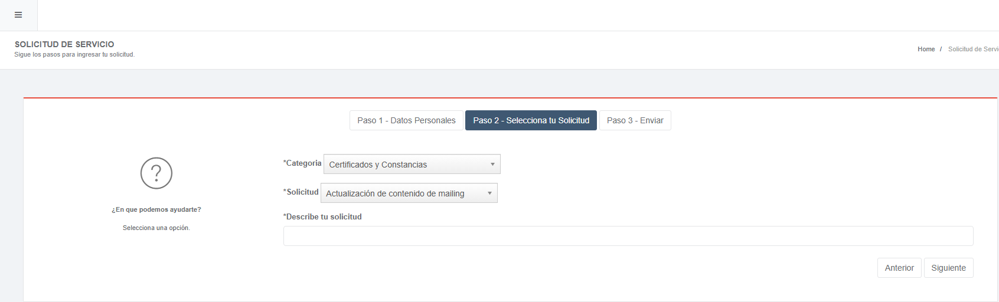 SOLICITUD DE SERVICIO
Sigue los pasos para ingresar tu solicitud.
Home / Solicitud de
Paso 1 - Datos Personales Paso 2 - Selecciona tu Solicitud Paso 3 - Enviar
?
¿En que podemos ayudarte?
Selecciona una opción.
*Categoria Certificados y Constancias
*Solicitud Actualización de contenido de mailing
*Describe tu solicitud
Anterior Siguiente